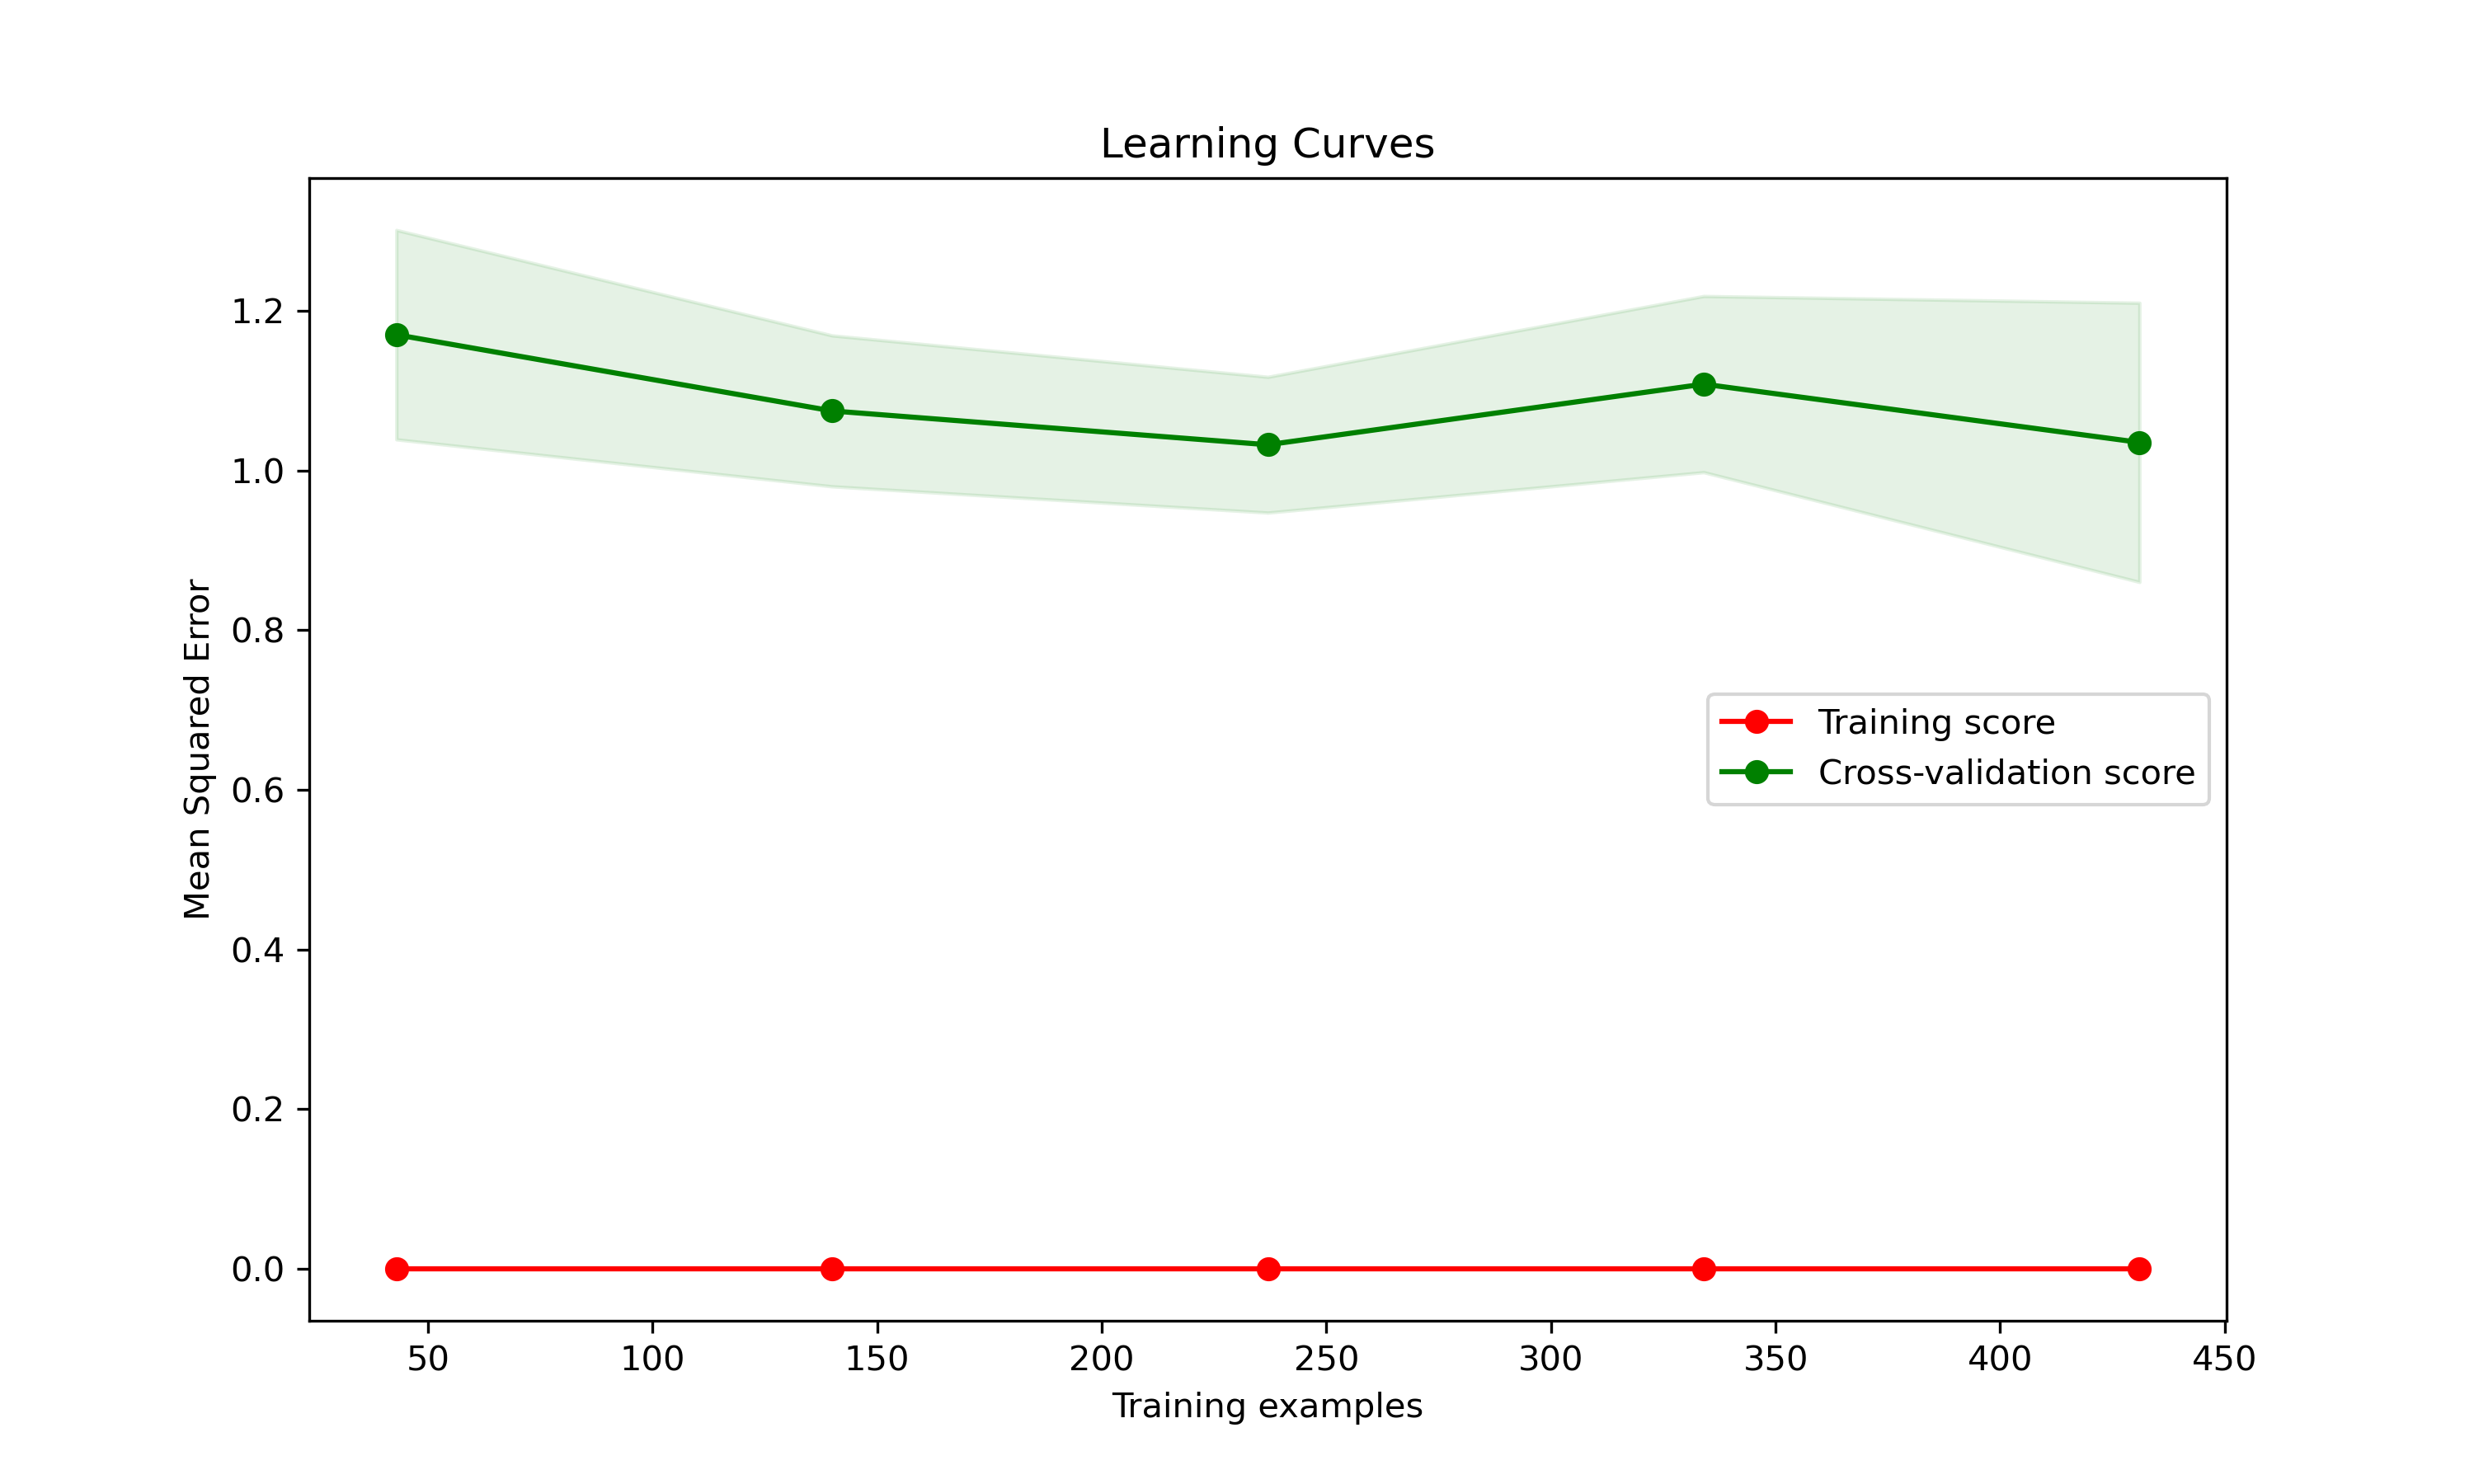 Learning Curves
1.2
1.0
0.8
0.6
0.4
0.2
0.0
Mean Squared Error
Training score
Cross-validation score
50 100 150 200 250 300 350 400 450
Training examples